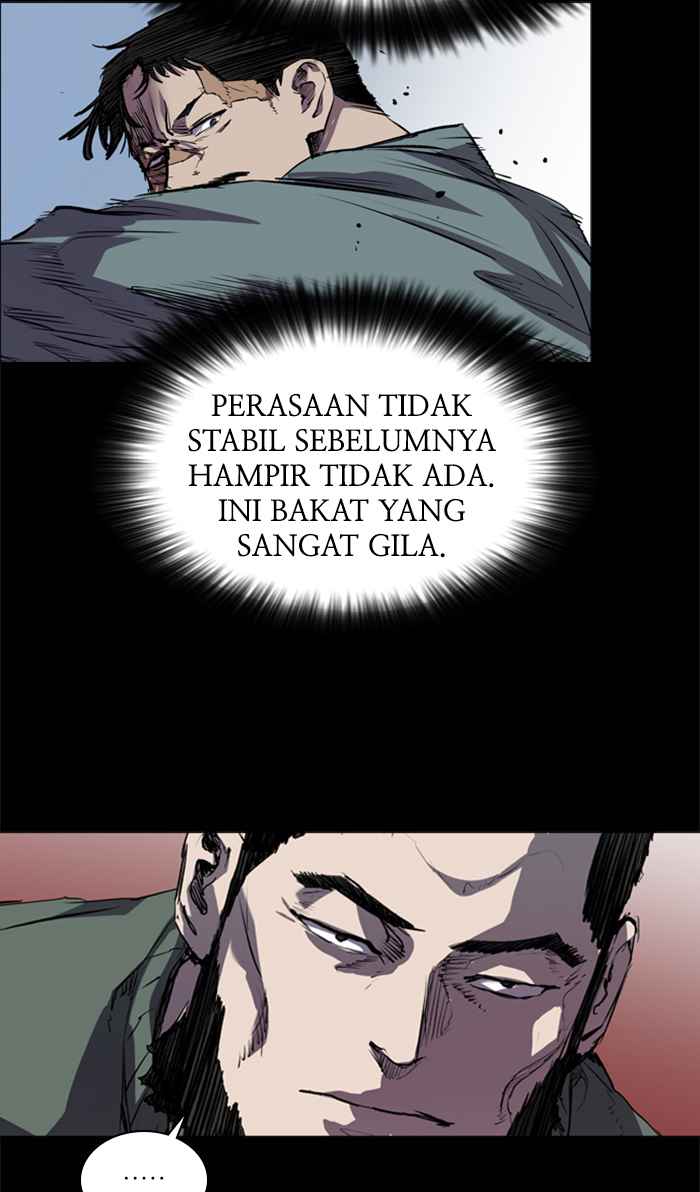 PERASAAN TIDAK
STABIL SEBELUMNYA
HAMPIR TIDAK ADA.
INI BAKAT YANG
SANGAT GILA.
.....